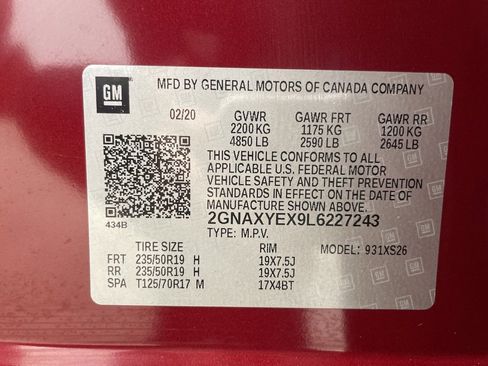 GM
MFD BY GENERAL MOTORS OF CANADA COMPANY
02/20 GVWR GAWR FRT GAWR RR
2200 KG 1175 KG 1200 KG
4850 LB 2590 LB 2645 LB
THIS VEHICLE CONFORMS TO ALL
APPLICABLE U.S. FEDERAL MOTOR
VEHICLE SAFETY AND THEFT PREVENTION
STANDARDS IN EFFECT ON THE DATE OF
MANUFACTURE SHOWN ABOVE.
2GNAXYEX9L6227243
434B
TYPE: M.P.V.
TIRE SIZE RIM MODEL: 931XS26
FRT 235/50R19 H 19X7.5J
RR 235/50R19 H 19X7.5J
SPA T125/70R17 M 17X4BT